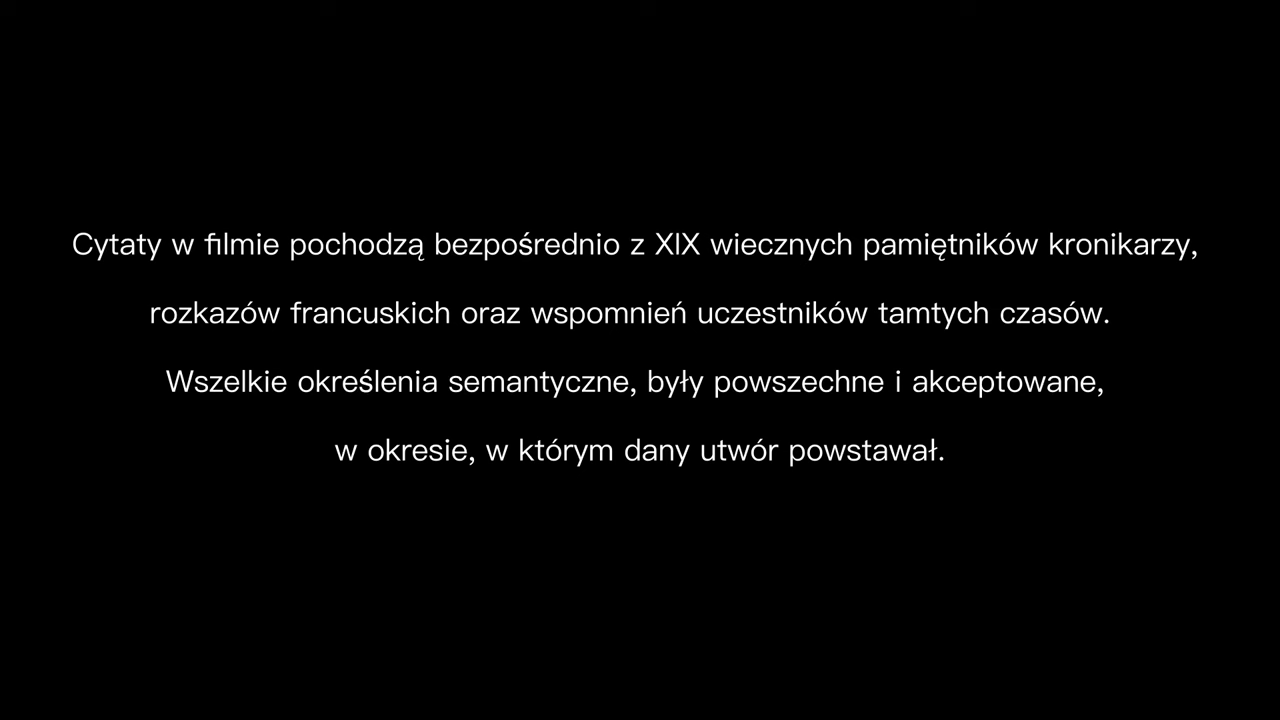 Cytaty w filmie pochodzą bezpośrednio z XIX wiecznych pamiętników kronikarzy,
rozkazów francuskich oraz wspomnień uczestników tamtych czasów.
Wszelkie określenia semantyczne, były powszechne i akceptowane,
w okresie, w którym dany utwór powstawał.